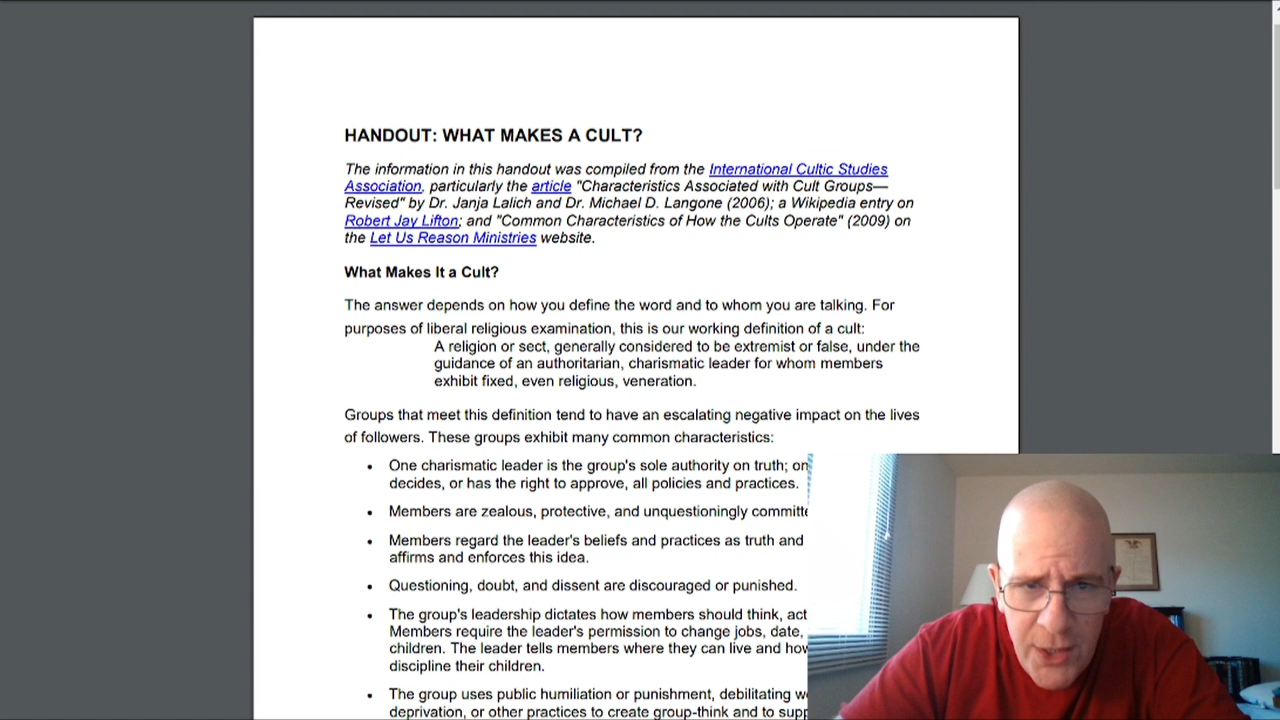 HANDOUT: WHAT MAKES A CULT?
The information in this handout was compiled from the International Cultic Studies
Association, particularly the article "Characteristics Associated with Cult Groups—
Revised" by Dr. Janja Lalich and Dr. Michael D. Langone (2006); a Wikipedia entry on
Robert Jay Lifton; and "Common Characteristics of How the Cults Operate" (2009) on
the Let Us Reason Ministries website.
What Makes It a Cult?
The answer depends on how you define the word and to whom you are talking. For
purposes of liberal religious examination, this is our working definition of a cult:
A religion or sect, generally considered to be extremist or false, under the
guidance of an authoritarian, charismatic leader for whom members
exhibit fixed, even religious, veneration.
Groups that meet this definition tend to have an escalating negative impact on the lives
of followers. These groups exhibit many common characteristics:
• One charismatic leader is the group's sole authority on truth;
decides, or has the right to approve, all policies and practices.
• Members are zealous, protective, and unquestioningly
• Members regard the leader's beliefs and practices as truth and
affirms and enforces this idea.
• Questioning, doubt, and dissent are discouraged or punished.
• The group's leadership dictates how members should think, act
Members require the leader's permission to change jobs, date,
children. The leader tells members where they can live and
discipline their children.
• The group uses public humiliation or punishment, debilitating
deprivation, or other practices to create group-think and to